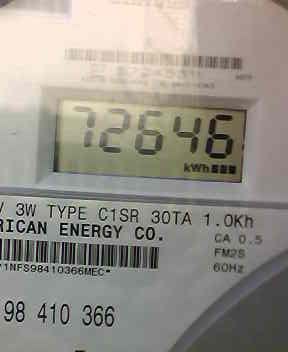 72646
kWh
V 3W TYPE C1SR 30TA 1.0Kh
RICAN ENERGY CO.
CA 0.5
FM2S
V1NFS98410366MEC*
60Hz
98 410 366